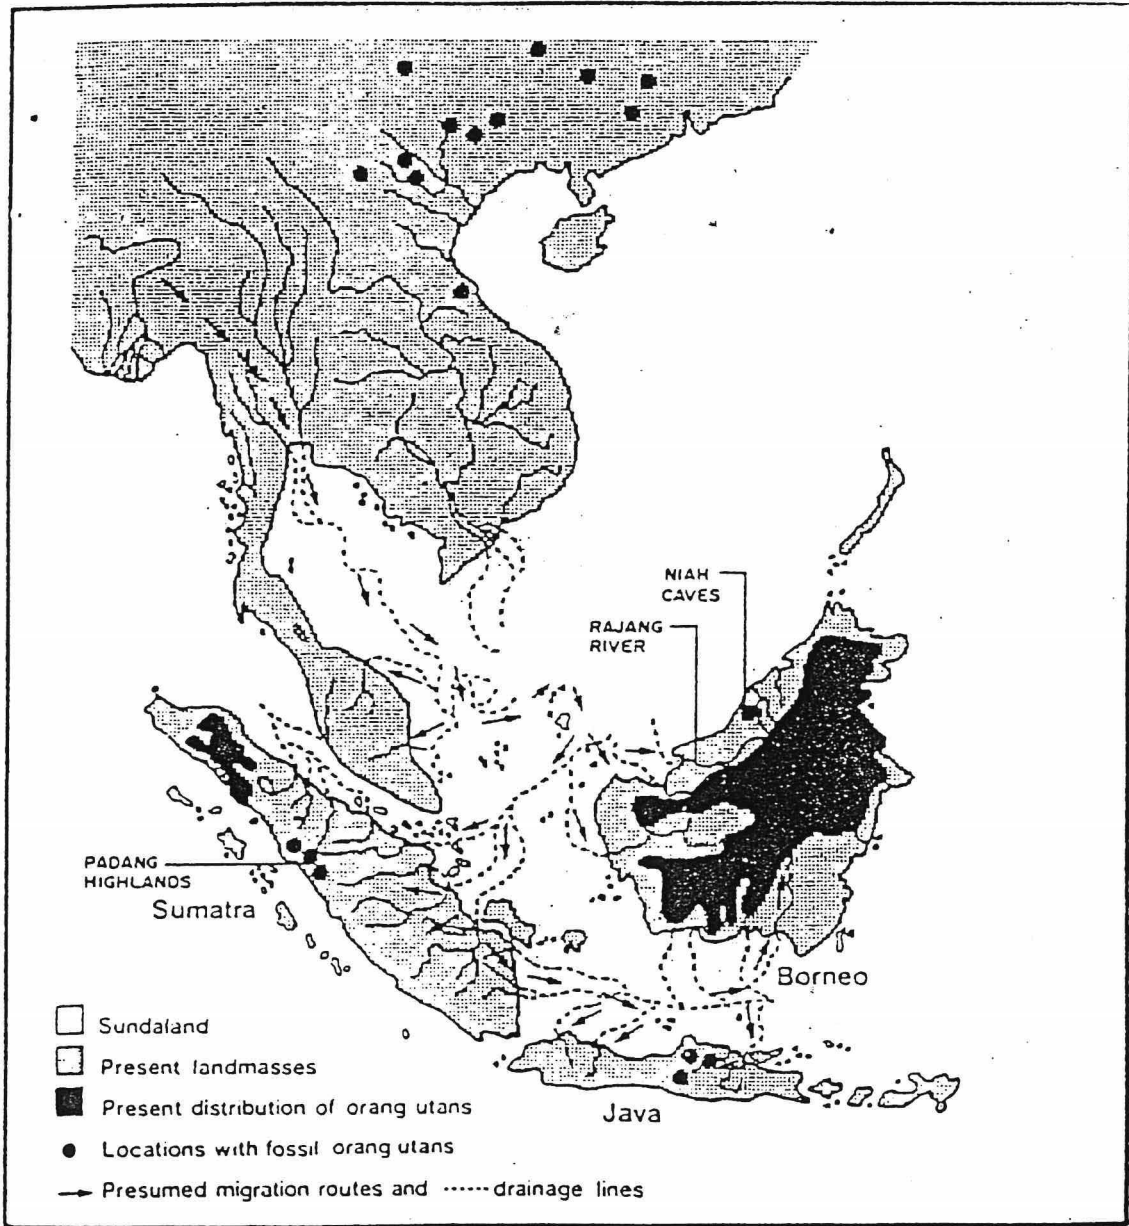 NIAH
CAVES
RAJANG
RIVER
PADANG
HIGHLANDS
Sumatra
Borneo
Java
Sundaland
Present landmasses
Present distribution of orang utans
Locations with fossil orang utans
Presumed migration routes and ------ drainage lines